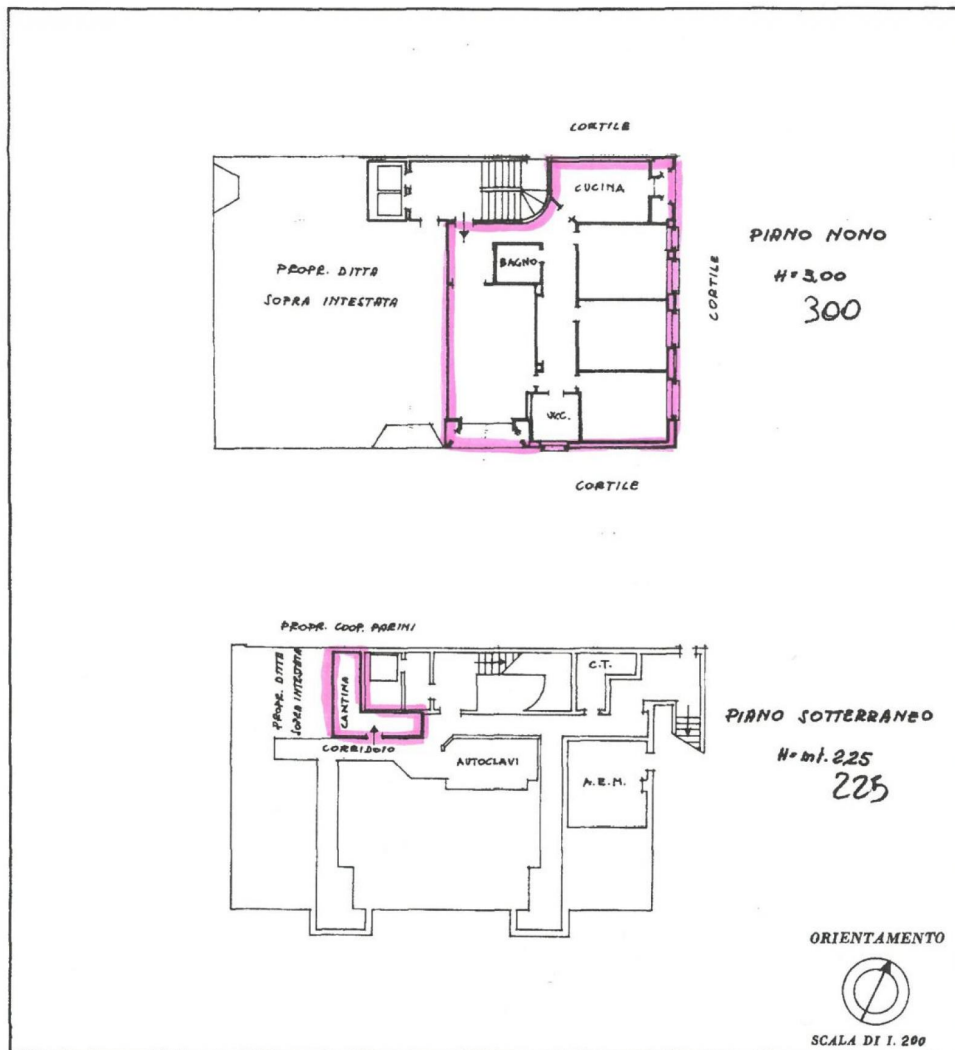 CORTILE
CUCINA
PIANO NONO
H=3,00
300
BAGNO
PROPR. DITTA
SOPRA INTESTATA
CORTILE
W.C.
CORTILE
PROPR. COOP. PARINI
PROPR. DITTA
SOPRA INTESTATA
CANTINA
C.T.
PIANO SOTTERRANEO
H=mt. 2,25
225
CORRIDOIO
AUTOCLAVI
A.E.M.
ORIENTAMENTO
SCALA DI 1. 200